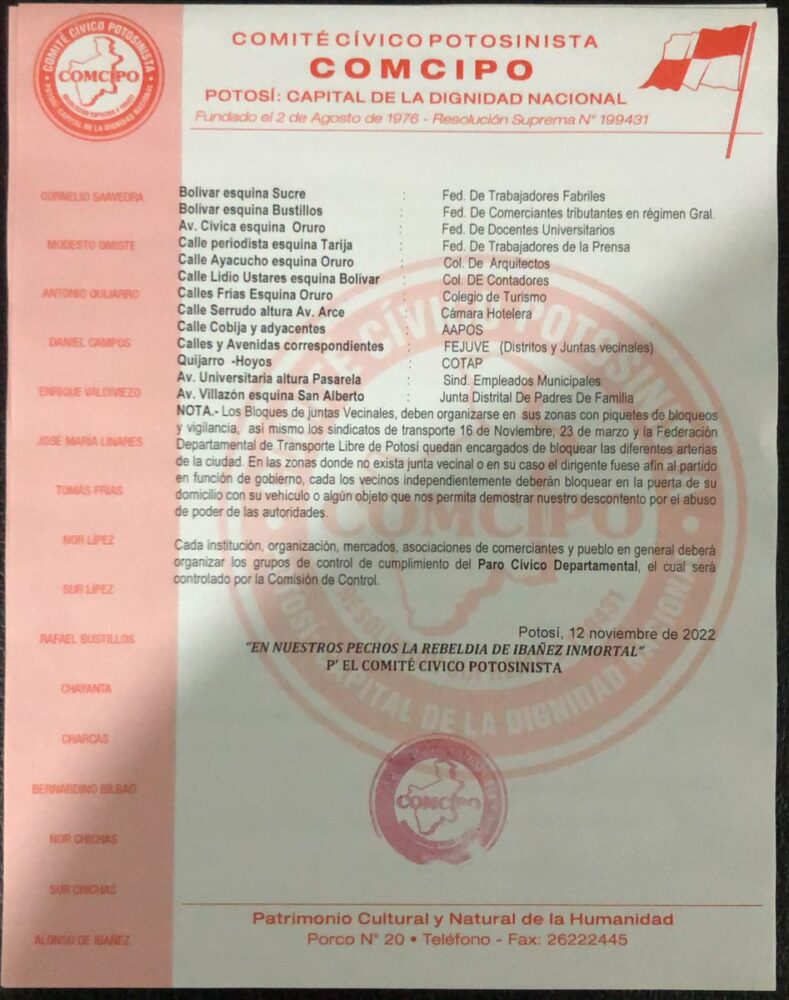 COMITÉ CÍVICO POTOSINISTA
COMCIPO
POTOSÍ: CAPITAL DE LA DIGNIDAD NACIONAL
Fundado el 2 de Agosto de 1976 - Resolución Suprema N° 199431
COMITÉ CÍVICO POTOSINISTA
COMCIPO
POTOSÍ: CAPITAL DE LA DIGNIDAD NACIONAL
CORNELIO SAAVEDRA
MODESTO OMISTE
ANTONIO QUIJARRO
DANIEL CAMPOS
ENRIQUE VALDIVIEZO
JOSÉ MARÍA LINARES
TOMÁS FRÍAS
NOR LÍPEZ
SUR LÍPEZ
RAFAEL BUSTILLOS
CHAYANTA
CHARCAS
BERNARDINO BILBAO
NOR CHICHAS
SUR CHICHAS
ALONSO DE IBAÑEZ
Bolivar esquina Sucre : Fed. De Trabajadores Fabriles
Bolivar esquina Bustillos : Fed. De Comerciantes tributantes en régimen Gral.
Av. Cívica esquina Oruro : Fed. De Docentes Universitarios
Calle periodista esquina Tarija : Fed. De Trabajadores de la Prensa
Calle Ayacucho esquina Oruro : Col. De Arquitectos
Calle Lidio Ustares esquina Bolivar : Col. DE Contadores
Calles Frías Esquina Oruro : Colegio de Turismo
Calle Serrudo altura Av. Arce : Cámara Hotelera
Calle Cobija y adyacentes : AAPOS
Calles y Avenidas correspondientes : FEJUVE (Distritos y Juntas vecinales)
Quijarro -Hoyos : COTAP
Av. Universitaria altura Pasarela : Sind. Empleados Municipales
Av. Villazón esquina San Alberto : Junta Distrital De Padres De Familia
NOTA.- Los Bloques de juntas Vecinales, deben organizarse en sus zonas con piquetes de bloqueos
y vigilancia, así mismo los sindicatos de transporte 16 de Noviembre, 23 de marzo y la Federación
Departamental de Transporte Libre de Potosí quedan encargados de bloquear las diferentes arterias
de la ciudad. En las zonas donde no exista junta vecinal o en su caso el dirigente fuese afín al partido
en función de gobierno, cada los vecinos independientemente deberán bloquear en la puerta de su
domicilio con su vehiculo o algún objeto que nos permita demostrar nuestro descontento por el abuso
de poder de las autoridades.
Cada institución, organización, mercados, asociaciones de comerciantes y pueblo en general deberá
organizar los grupos de control de cumplimiento del Paro Cívico Departamental, el cual será
controlado por la Comisión de Control.
Potosí, 12 noviembre de 2022
"EN NUESTROS PECHOS LA REBELDIA DE IBAÑEZ INMORTAL"
P' EL COMITÉ CIVICO POTOSINISTA
COMCIPO
Patrimonio Cultural y Natural de la Humanidad
Porco N° 20 • Teléfono - Fax: 26222445